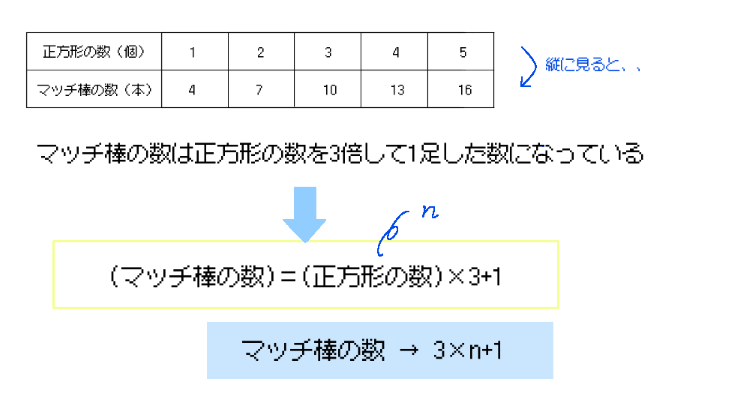 正方形の数（個） 1 2 3 4 5
マッチ棒の数（本） 4 7 10 13 16
縦に見ると、、
マッチ棒の数は正方形の数を3倍して1足した数になっている
n
(マッチ棒の数)＝(正方形の数)×3+1
マッチ棒の数 → 3×n+1